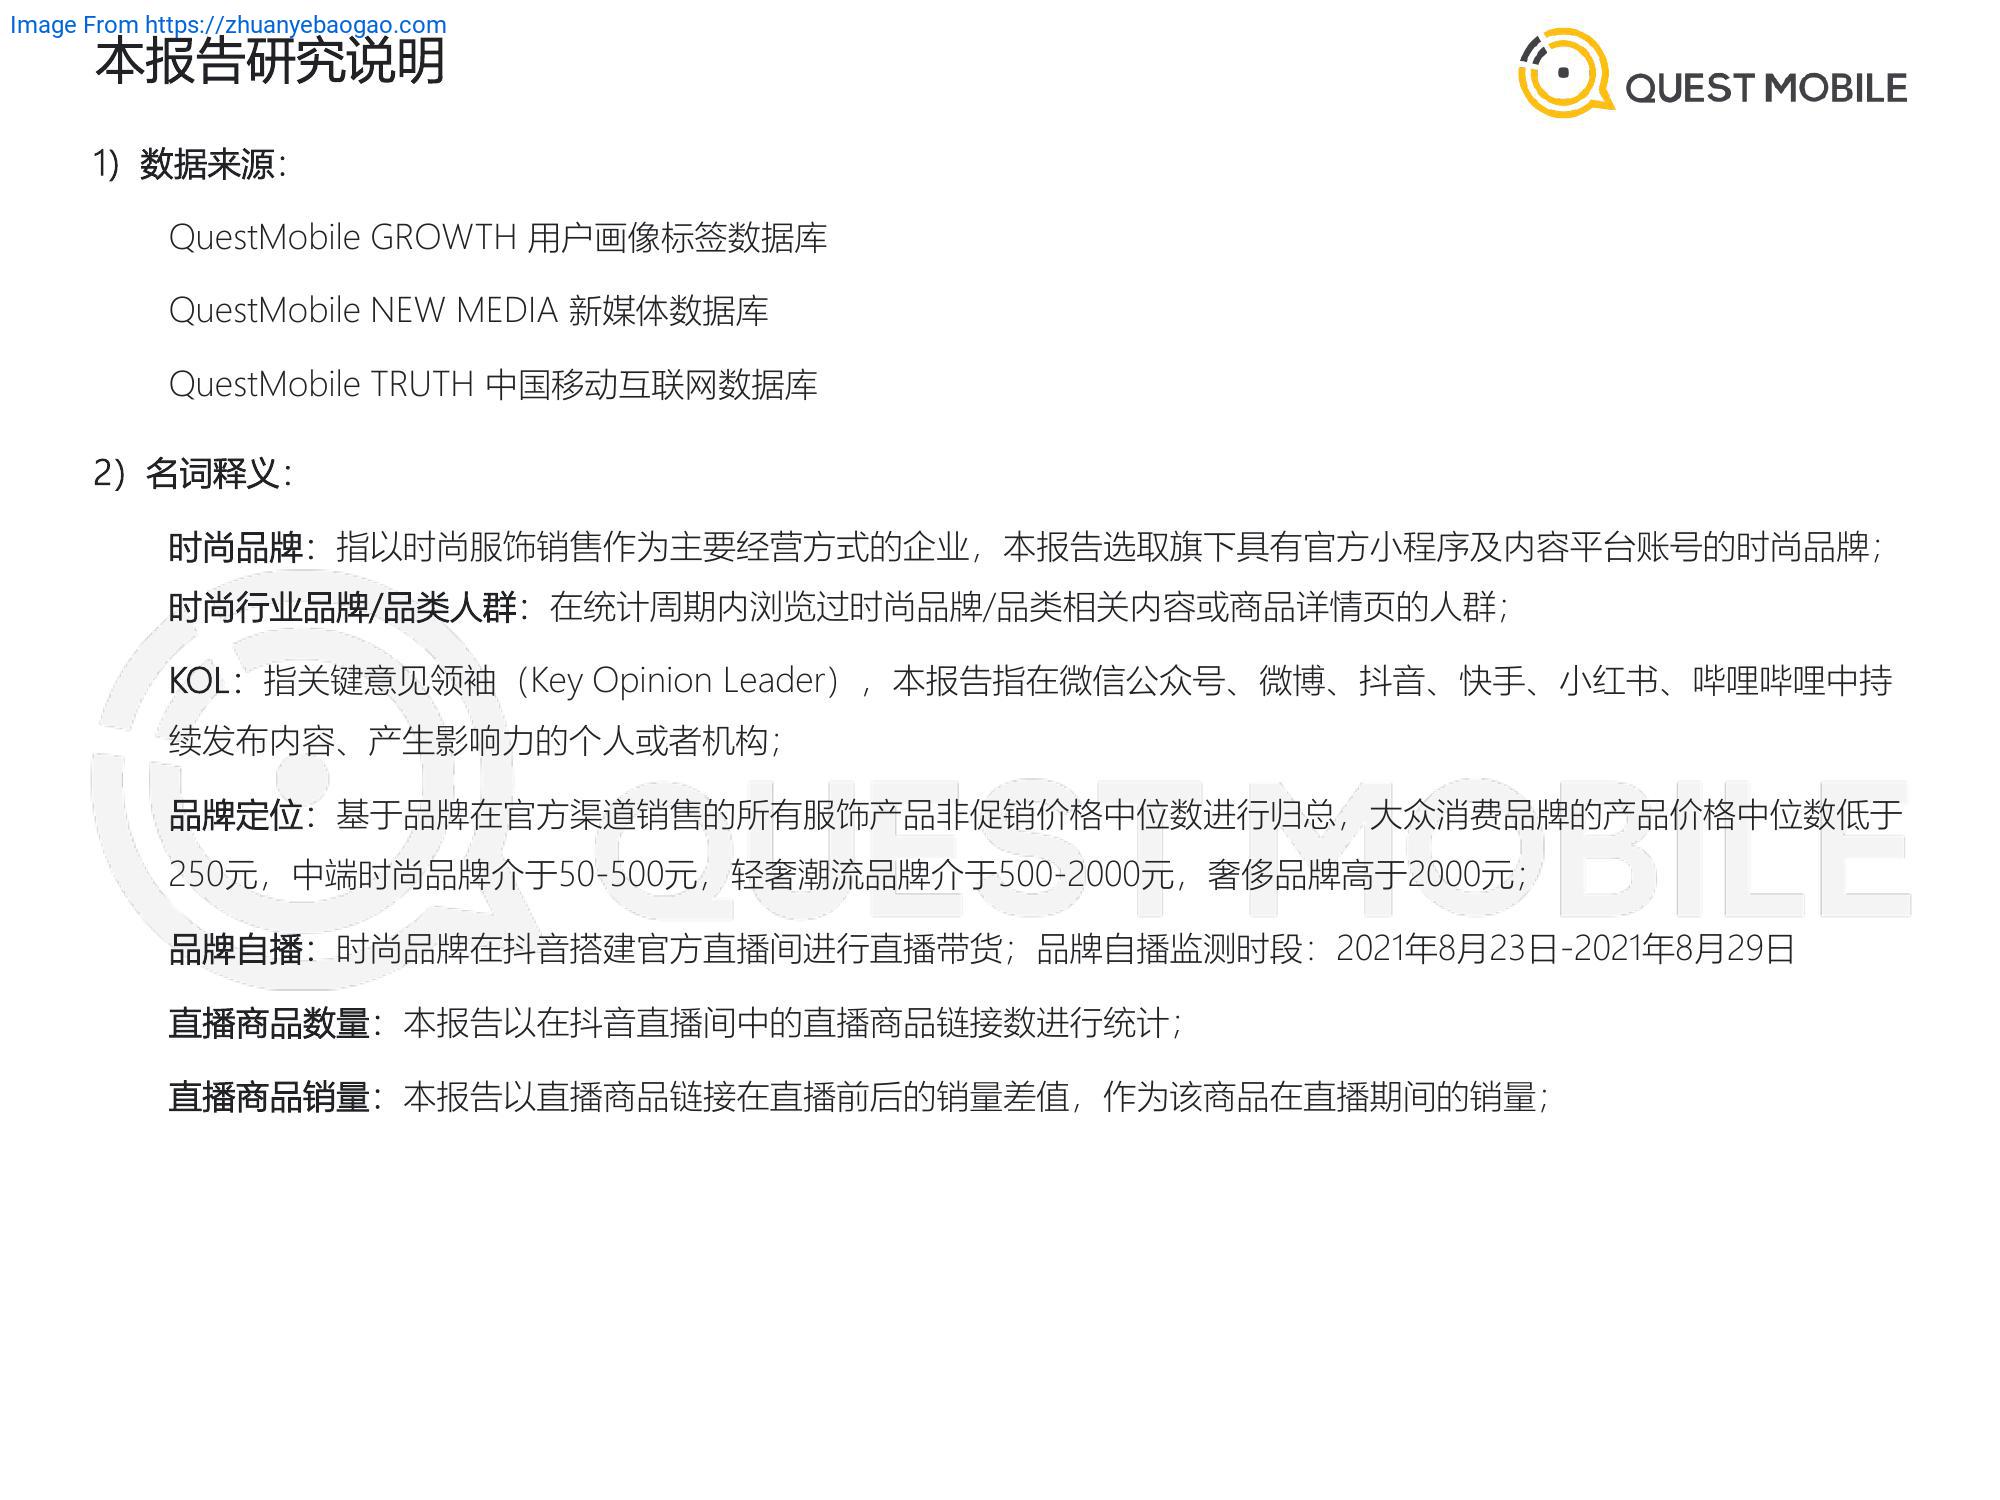 Image From https://zhuanyebaogao.com
本报告研究说明
QUEST MOBILE
1）数据来源：
QuestMobile GROWTH 用户画像标签数据库
QuestMobile NEW MEDIA 新媒体数据库
QuestMobile TRUTH 中国移动互联网数据库
2）名词释义：
时尚品牌：指以时尚服饰销售作为主要经营方式的企业，本报告选取旗下具有官方小程序及内容平台账号的时尚品牌；
时尚行业品牌/品类人群：在统计周期内浏览过时尚品牌/品类相关内容或商品详情页的人群；
KOL：指关键意见领袖（Key Opinion Leader），本报告指在微信公众号、微博、抖音、快手、小红书、哔哩哔哩中持
续发布内容、产生影响力的个人或者机构；
品牌定位：基于品牌在官方渠道销售的所有服饰产品非促销价格中位数进行归总，大众消费品牌的产品价格中位数低于
250元，中端时尚品牌介于50-500元，轻奢潮流品牌介于500-2000元，奢侈品牌高于2000元；
QUEST MOBILE
品牌自播：时尚品牌在抖音搭建官方直播间进行直播带货；品牌自播监测时段：2021年8月23日-2021年8月29日
直播商品数量：本报告以在抖音直播间中的直播商品链接数进行统计；
直播商品销量：本报告以直播商品链接在直播前后的销量差值，作为该商品在直播期间的销量；